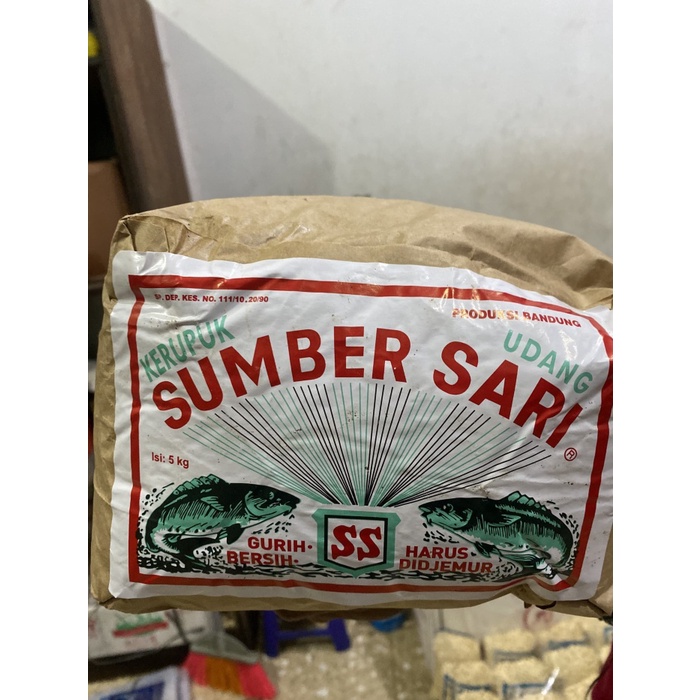 SP. DEP. KES. NO. 111/10.20/90
PRODUKSI BANDUNG
KERUPUK UDANG
SUMBER SARI ®
Isi: 5 kg
GURIH· SS HARUS
BERSIH· DIDJEMUR